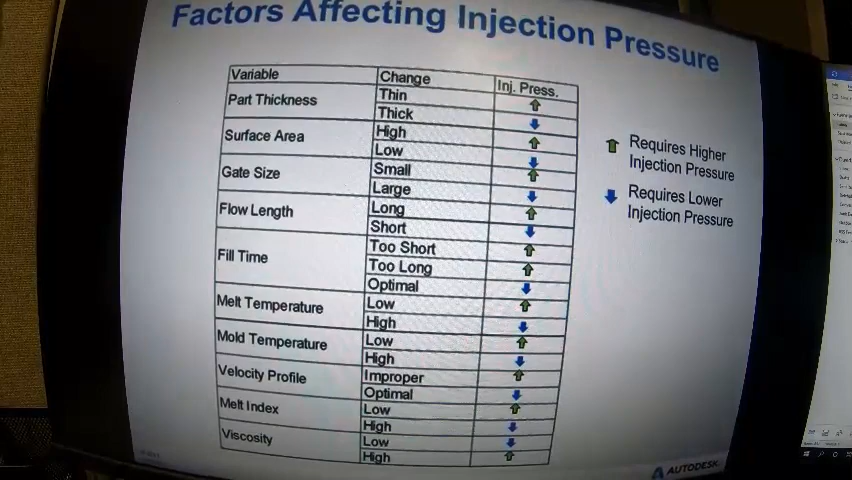 Factors Affecting Injection Pressure
Variable Change Inj. Press.
Part Thickness Thin
Thick
Surface Area High
Low
Gate Size Small
Large
Flow Length Long
Short
Fill Time Too Short
Too Long
Optimal
Melt Temperature Low
High
Mold Temperature Low
High
Velocity Profile Improper
Optimal
Melt Index Low
High
Viscosity Low
High
Requires Higher
Injection Pressure
Requires Lower
Injection Pressure
AUTODESK